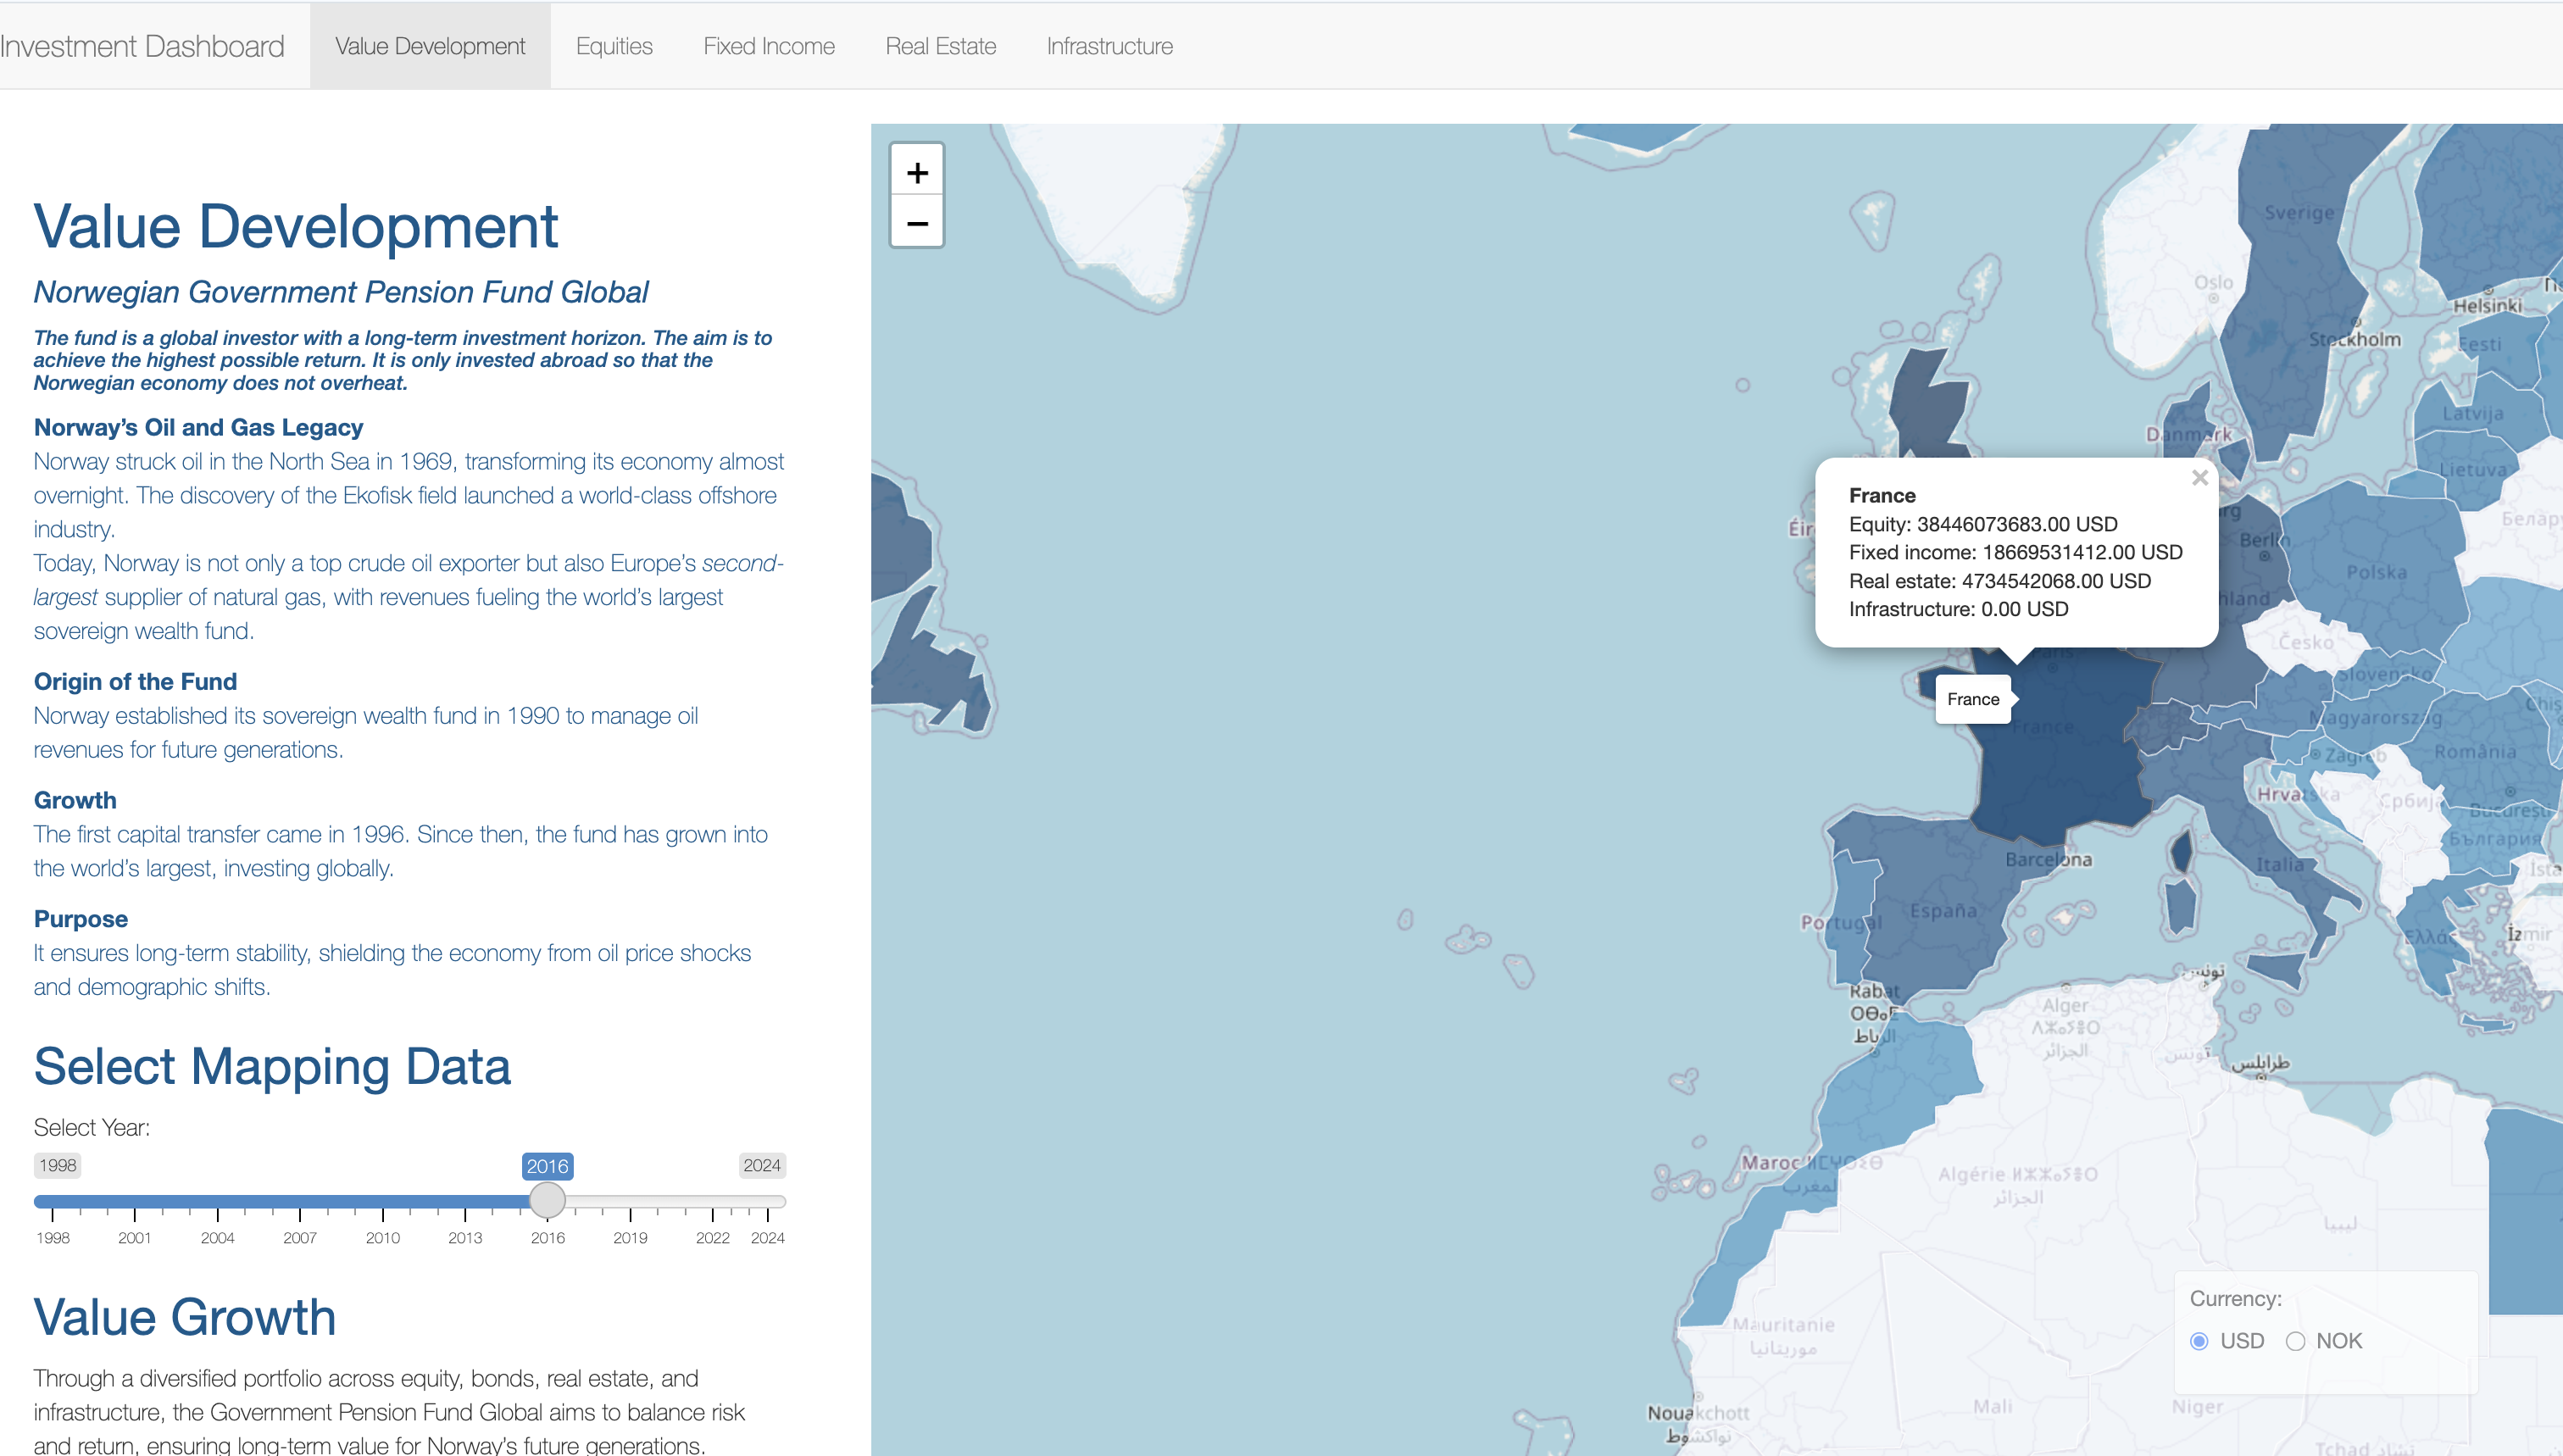 Investment Dashboard
Value Development
Equities
Fixed Income
Real Estate
Infrastructure
Value Development
Norwegian Government Pension Fund Global
The fund is a global investor with a long-term investment horizon. The aim is to
achieve the highest possible return. It is only invested abroad so that the
Norwegian economy does not overheat.
Norway’s Oil and Gas Legacy
Norway struck oil in the North Sea in 1969, transforming its economy almost
overnight. The discovery of the Ekofisk field launched a world-class offshore
industry.
Today, Norway is not only a top crude oil exporter but also Europe’s second-
largest supplier of natural gas, with revenues fueling the world’s largest
sovereign wealth fund.
Origin of the Fund
Norway established its sovereign wealth fund in 1990 to manage oil
revenues for future generations.
Growth
The first capital transfer came in 1996. Since then, the fund has grown into
the world’s largest, investing globally.
Purpose
It ensures long-term stability, shielding the economy from oil price shocks
and demographic shifts.
Select Mapping Data
Select Year:
1998
2016
2024
1998 2001 2004 2007 2010 2013 2016 2019 2022 2024
Value Growth
Through a diversified portfolio across equity, bonds, real estate, and
infrastructure, the Government Pension Fund Global aims to balance risk
and return, ensuring long-term value for Norway's future generations.
+
−
Sverige
Oslo
Helsinki
Stockholm
Eesti
Latvija
Danmark
Lietuva
France
×
Equity: 38446073683.00 USD
Fixed income: 18669531412.00 USD
Real estate: 4734542068.00 USD
Infrastructure: 0.00 USD
Berlin
Polska
Česko
Paris
Slovensko
France
France
Magyarország
Zagreb
România
Hrvatska
București
България
Barcelona
Italia
Portugal
España
Ελλάς
İzmir
تونس
Rabat
ⵔⴱⴰⵟ
الرباط
Alger
الجزائر
تونس
طرابلس
Maroc ⵍⵎⵖⵔⵉⴱ
المغرب
Algérie
الجزائر
ليبيا
Mauritanie
موريتانيا
Currency:
USD NOK
Nouakchott
نواكشوط
Mali
Niger
Tchad تشاد